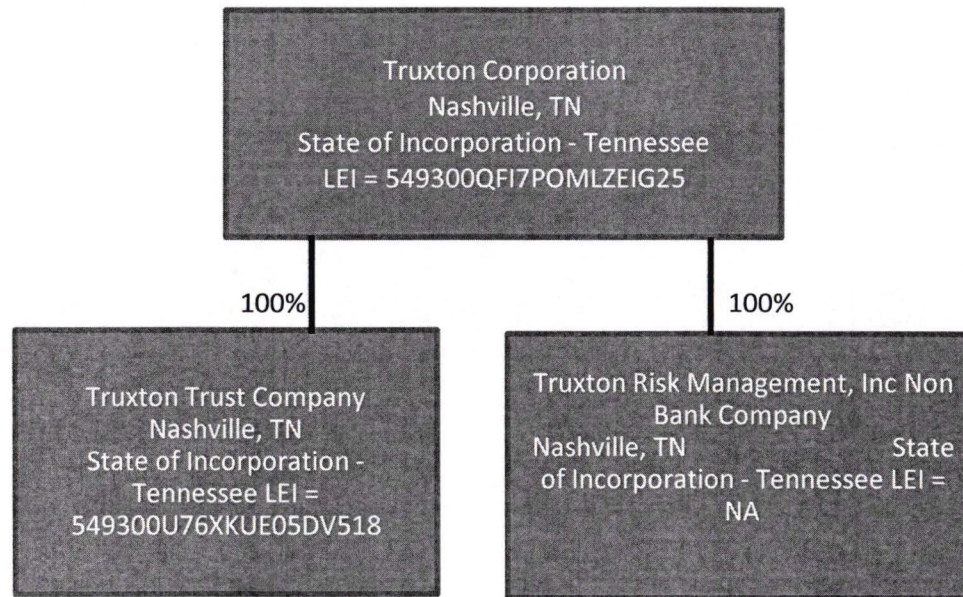 Truxton Corporation
Nashville, TN
State of Incorporation - Tennessee
LEI = 549300QFI7POMLZEIG25
100%
100%
Truxton Trust Company
Nashville, TN
State of Incorporation -
Tennessee LEI =
549300U76XKUE05DV518
Truxton Risk Management, Inc Non
Bank Company
Nashville, TN State
of Incorporation - Tennessee LEI =
NA